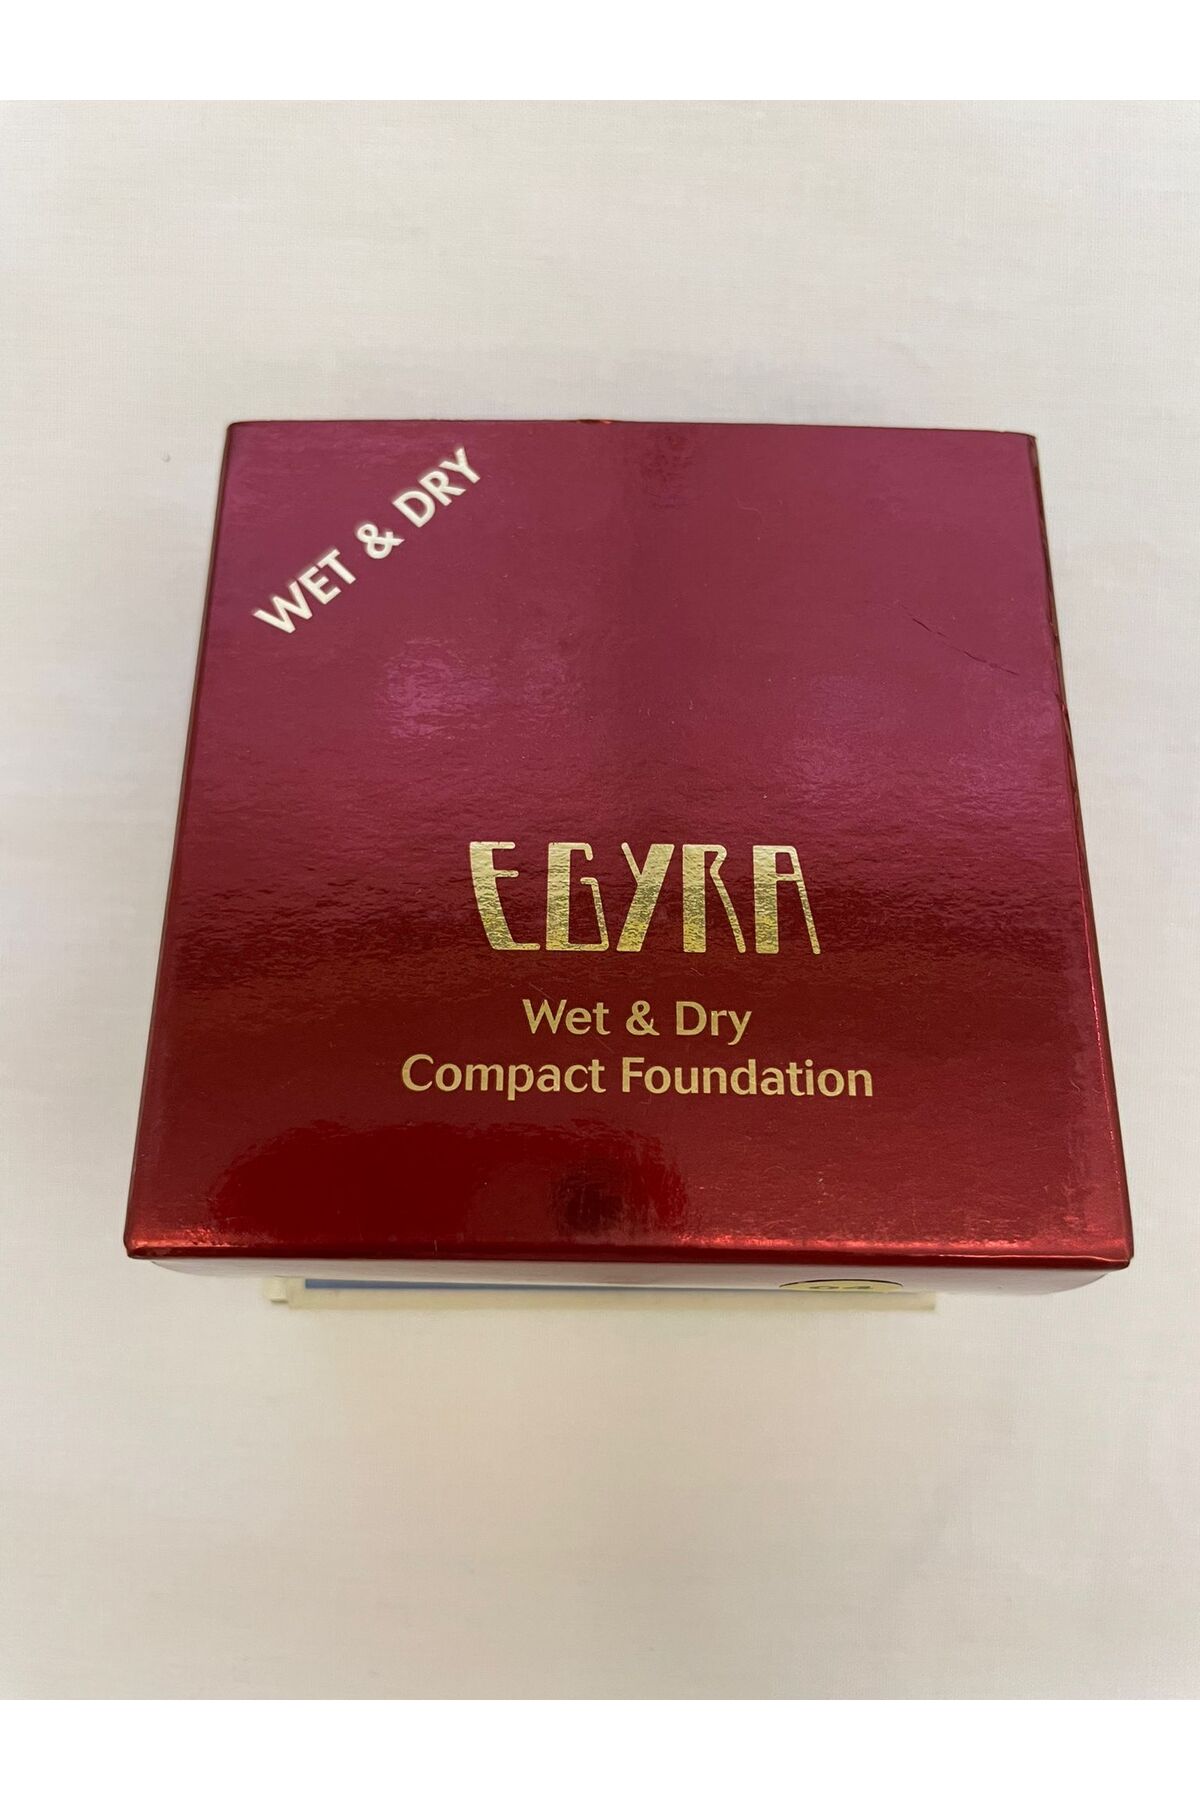 WET & DRY
EGYRA
Wet & Dry
Compact Foundation